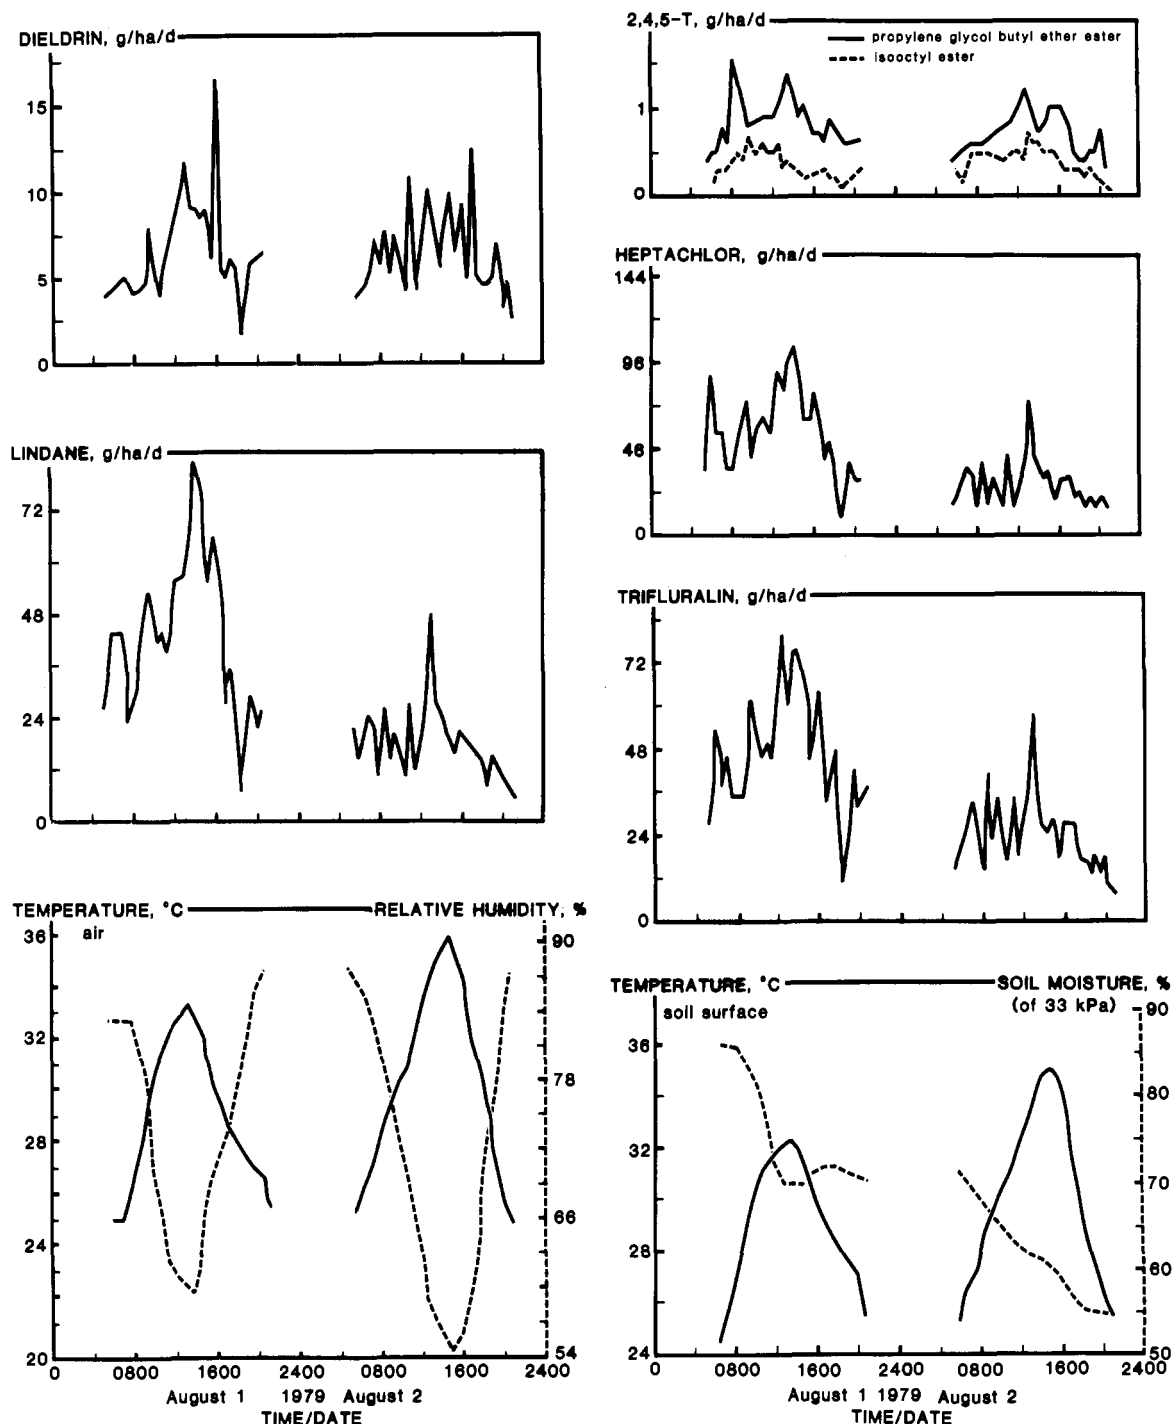 DIELDRIN, g/ha/d
15
10
5
0
LINDANE, g/ha/d
72
48
24
0
TEMPERATURE, °C
RELATIVE HUMIDITY, %
air
36
32
28
24
20
90
78
66
54
0 0800 1600 2400 0800 1600 2400
August 1 1979 August 2
TIME/DATE
2,4,5-T, g/ha/d
propylene glycol butyl ether ester
isooctyl ester
1
0
HEPTACHLOR, g/ha/d
144
96
48
0
TRIFLURALIN, g/ha/d
72
48
24
0
TEMPERATURE, °C
SOIL MOISTURE, %
soil surface
(of 33 kPa)
36
32
28
24
90
80
70
60
50
0 0800 1600 2400 0800 1600 2400
August 1 1979 August 2
TIME/DATE